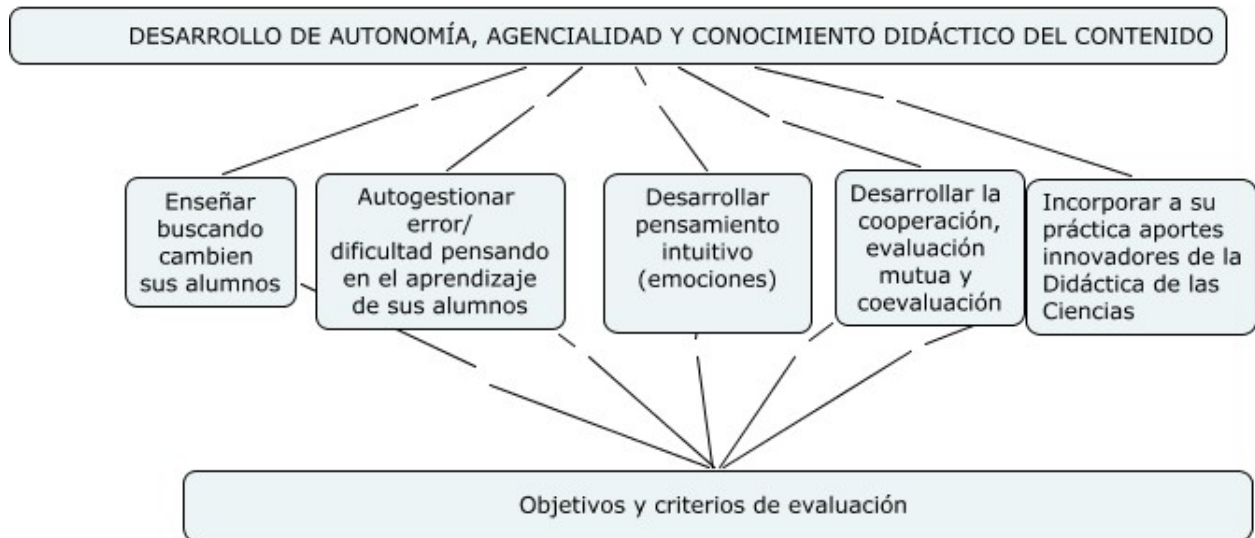 DESARROLLO DE AUTONOMÍA, AGENCIALIDAD Y CONOCIMIENTO DIDÁCTICO DEL CONTENIDO
Enseñar
buscando
cambien
sus alumnos
Autogestionar
error/
dificultad pensando
en el aprendizaje
de sus alumnos
Desarrollar
pensamiento
intuitivo
(emociones)
Desarrollar la
cooperación,
evaluación
mutua y
coevaluación
Incorporar a su
práctica aportes
innovadores de la
Didáctica de las
Ciencias
Objetivos y criterios de evaluación